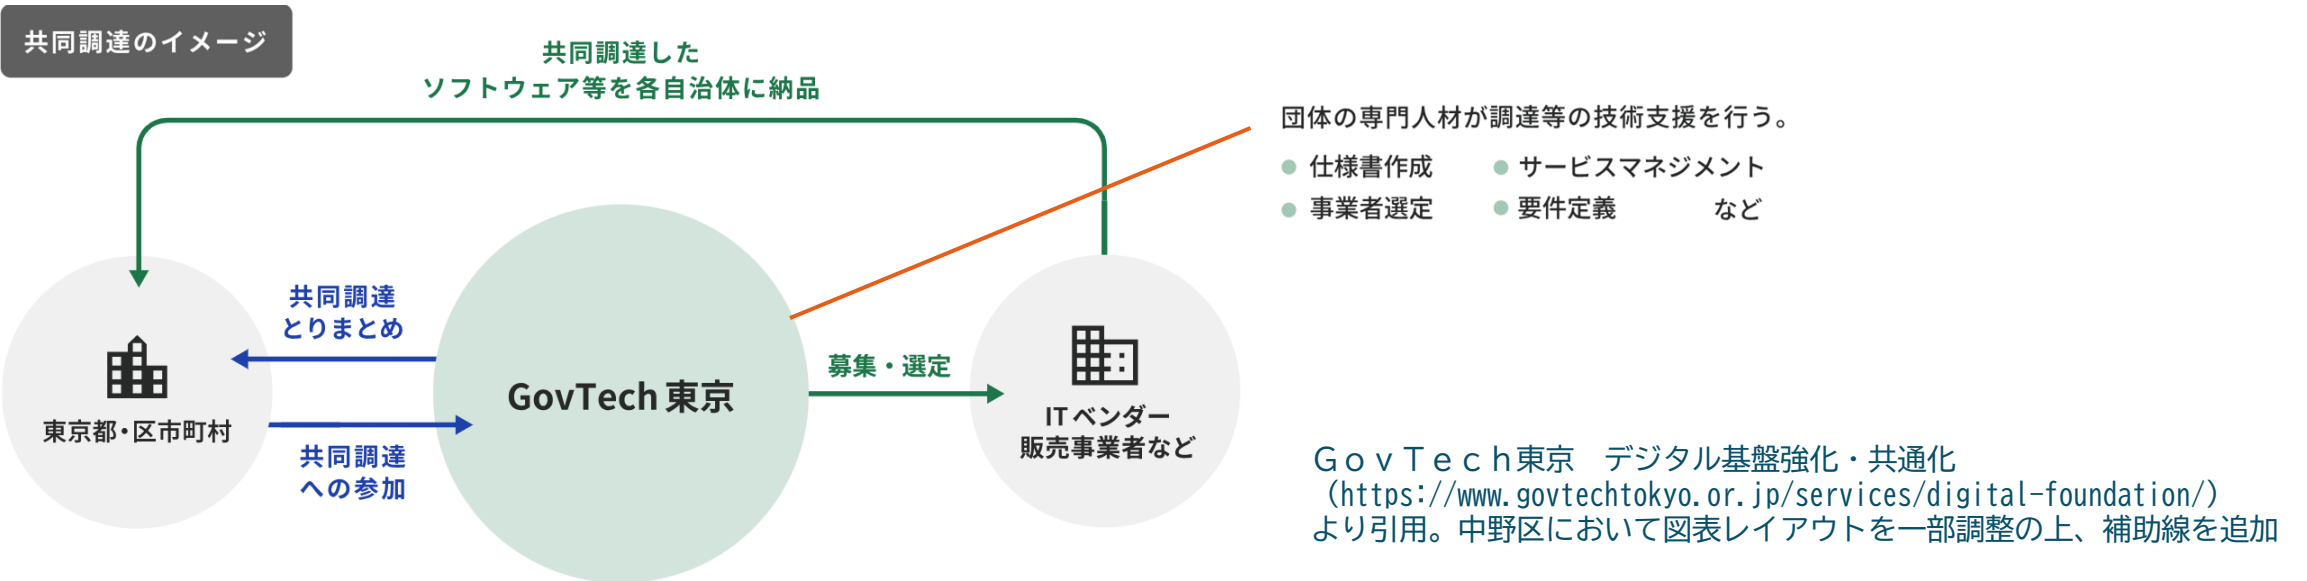 共同調達のイメージ
共同調達した
ソフトウェア等を各自治体に納品
団体の専門人材が調達等の技術支援を行う。
● 仕様書作成 ● サービスマネジメント
● 事業者選定 ● 要件定義 など
共同調達
とりまとめ
募集・選定
GovTech 東京
東京都・区市町村
ITベンダー
販売事業者など
共同調達
への参加
ＧｏｖＴｅｃｈ東京　デジタル基盤強化・共通化
（https://www.govtechtokyo.or.jp/services/digital-foundation/）
より引用。中野区において図表レイアウトを一部調整の上、補助線を追加